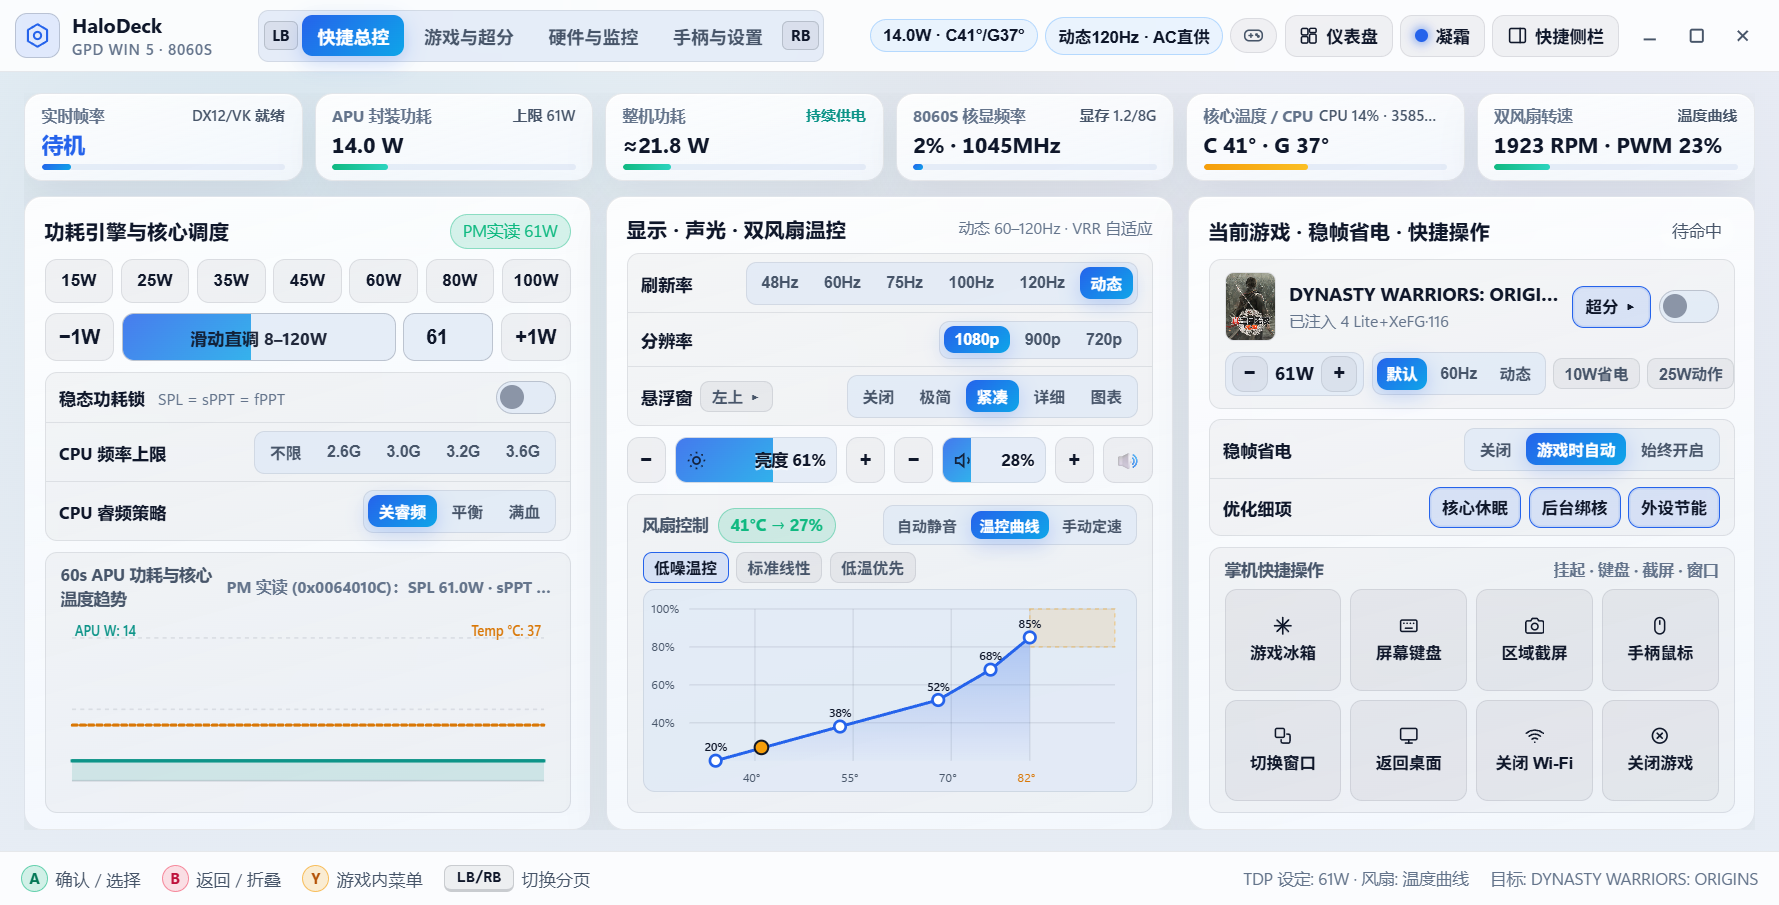 HaloDeck
GPD WIN 5 · 8060S
LB
快捷总控
游戏与超分
硬件与监控
手柄与设置
RB
14.0W · C41°/G37°
动态120Hz · AC直供
仪表盘
凝霜
快捷侧栏
实时帧率
DX12/VK 就绪
待机
APU 封装功耗
上限 61W
14.0 W
整机功耗
持续供电
≈21.8 W
8060S 核显频率
显存 1.2/8G
2% · 1045MHz
核心温度 / CPU
CPU 14% · 3585...
C 41° · G 37°
双风扇转速
温度曲线
1923 RPM · PWM 23%
功耗引擎与核心调度
PM实读 61W
15W
25W
35W
45W
60W
80W
100W
−1W
滑动直调 8–120W
61
+1W
稳态功耗锁
SPL = sPPT = fPPT
CPU 频率上限
不限
2.6G
3.0G
3.2G
3.6G
CPU 睿频策略
关睿频
平衡
满血
60s APU 功耗与核心
温度趋势
PM 实读 (0x0064010C)：SPL 61.0W · sPPT ...
APU W: 14
Temp °C: 37
显示 · 声光 · 双风扇温控
动态 60–120Hz · VRR 自适应
刷新率
48Hz
60Hz
75Hz
100Hz
120Hz
动态
分辨率
1080p
900p
720p
悬浮窗
左上 ▸
关闭
极简
紧凑
详细
图表
−
亮度 61%
+
−
28%
+
风扇控制
41°C → 27%
自动静音
温控曲线
手动定速
低噪温控
标准线性
低温优先
100%
80%
60%
40%
20%
38%
52%
68%
85%
40°
55°
70°
82°
当前游戏 · 稳帧省电 · 快捷操作
待命中
DYNASTY WARRIORS: ORIGI...
已注入 4 Lite+XeFG·116
超分 ▸
−
61W
+
默认
60Hz
动态
10W省电
25W动作
稳帧省电
关闭
游戏时自动
始终开启
优化细项
核心休眠
后台绑核
外设节能
掌机快捷操作
挂起 · 键盘 · 截屏 · 窗口
游戏冰箱
屏幕键盘
区域截屏
手柄鼠标
切换窗口
返回桌面
关闭 Wi-Fi
关闭游戏
A
确认 / 选择
B
返回 / 折叠
Y
游戏内菜单
LB/RB
切换分页
TDP 设定: 61W · 风扇: 温度曲线
目标: DYNASTY WARRIORS: ORIGINS